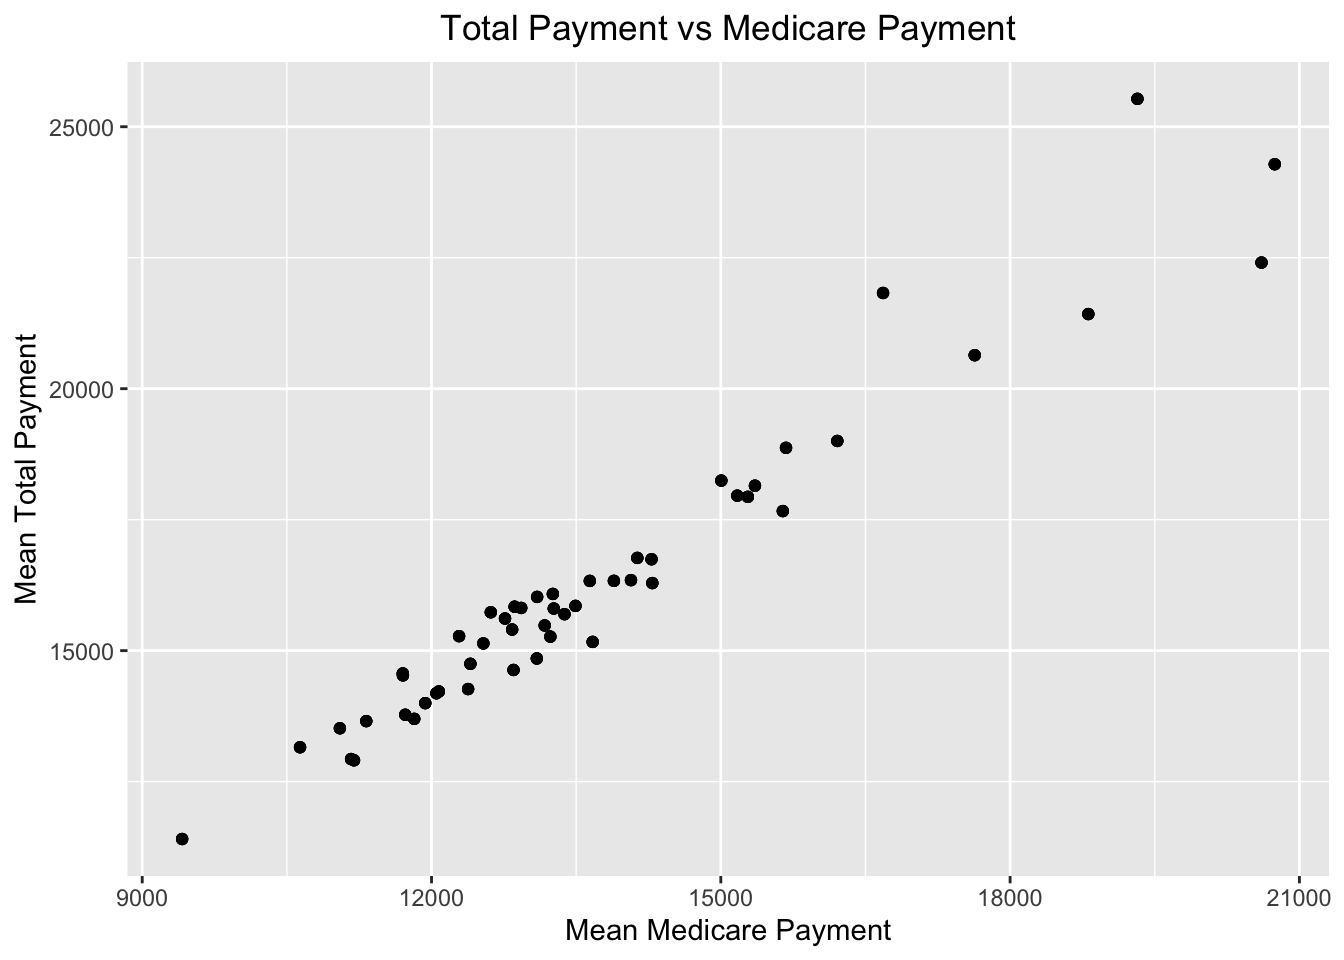 Total Payment vs Medicare Payment
25000
20000
15000
Mean Total Payment
9000 12000 15000 18000 21000
Mean Medicare Payment